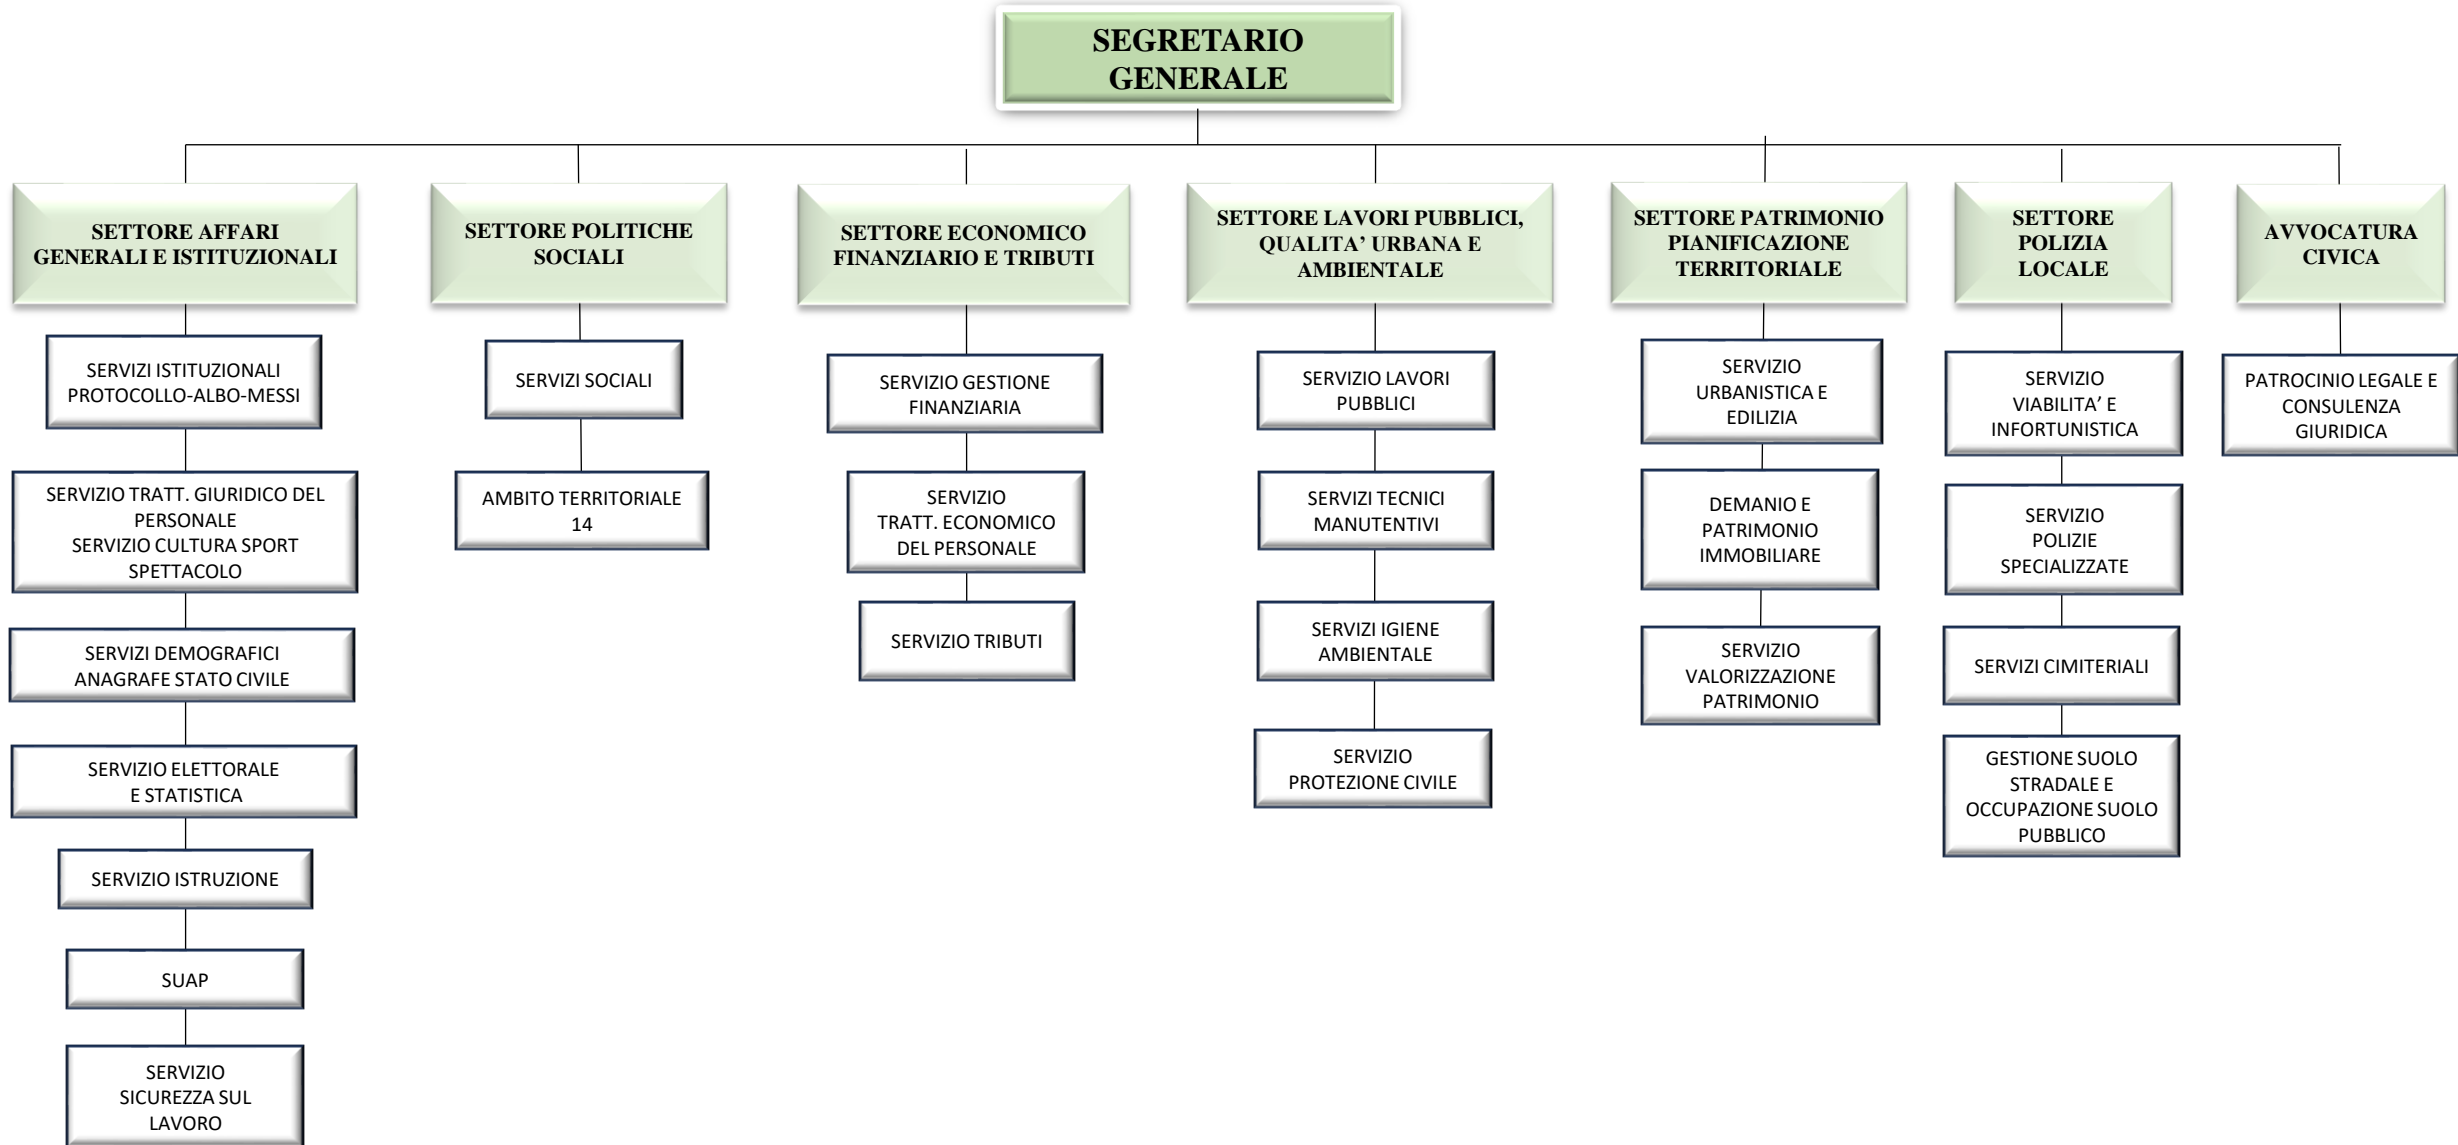 SEGRETARIO
GENERALE
SETTORE AFFARI
GENERALI E ISTITUZIONALI
SERVIZI ISTITUZIONALI
PROTOCOLLO-ALBO-MESSI
SERVIZIO TRATT. GIURIDICO DEL
PERSONALE
SERVIZIO CULTURA SPORT
SPETTACOLO
SERVIZI DEMOGRAFICI
ANAGRAFE STATO CIVILE
SERVIZIO ELETTORALE
E STATISTICA
SERVIZIO ISTRUZIONE
SUAP
SERVIZIO
SICUREZZA SUL
LAVORO
SETTORE POLITICHE
SOCIALI
SERVIZI SOCIALI
AMBITO TERRITORIALE
14
SETTORE ECONOMICO
FINANZIARIO E TRIBUTI
SERVIZIO GESTIONE
FINANZIARIA
SERVIZIO
TRATT. ECONOMICO
DEL PERSONALE
SERVIZIO TRIBUTI
SETTORE LAVORI PUBBLICI,
QUALITA’ URBANA E
AMBIENTALE
SERVIZIO LAVORI
PUBBLICI
SERVIZI TECNICI
MANUTENTIVI
SERVIZI IGIENE
AMBIENTALE
SERVIZIO
PROTEZIONE CIVILE
SETTORE PATRIMONIO
PIANIFICAZIONE
TERRITORIALE
SERVIZIO
URBANISTICA E
EDILIZIA
DEMANIO E
PATRIMONIO
IMMOBILIARE
SERVIZIO
VALORIZZAZIONE
PATRIMONIO
SETTORE
POLIZIA
LOCALE
SERVIZIO
VIABILITA’ E
INFORTUNISTICA
SERVIZIO
POLIZIE
SPECIALIZZATE
SERVIZI CIMITERIALI
GESTIONE SUOLO
STRADALE E
OCCUPAZIONE SUOLO
PUBBLICO
AVVOCATURA
CIVICA
PATROCINIO LEGALE E
CONSULENZA
GIURIDICA